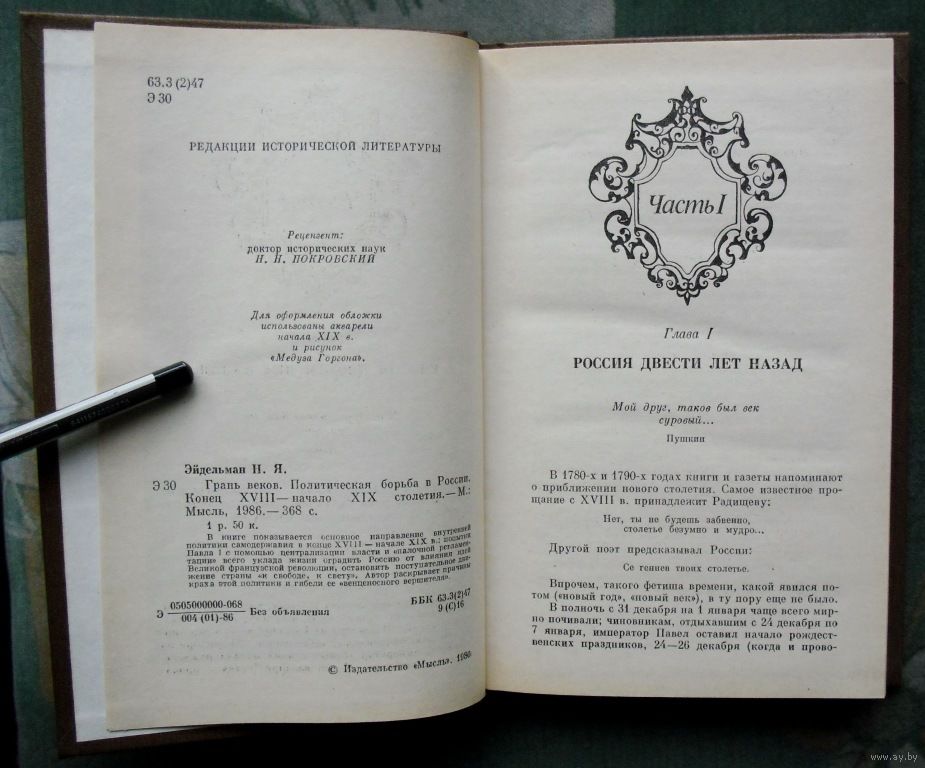 63.3(2)47
Э 30
РЕДАКЦИИ ИСТОРИЧЕСКОЙ ЛИТЕРАТУРЫ
Рецензент:
доктор исторических наук
Н. Н. ПОКРОВСКИЙ
Для оформления обложки
использованы акварели
начала XIX в.
и рисунок
«Медуза Горгона».
Эйдельман Н. Я.
Э 30 Грань веков. Политическая борьба в России.
Конец XVIII — начало XIX столетия. — М.:
Мысль, 1986. — 368 с.
1 р. 50 к.
В книге показывается основное направление внутренней
политики самодержавия в конце XVIII — начале XIX в.: попытки
Павла I с помощью централизации власти и «палочной регламен-
тации» всего уклада жизни оградить Россию от влияния идей
Великой французской революции, остановить поступательное дви-
жение страны «и свободе, к свету». Автор раскрывает причины
краха этой политики и гибели ее «венценосного вершителя».
Э 0505000000-068 Без объявления
004(01)-86
ББК 63.3(2)47
9(С)16
© Издательство «Мысль». 1986
Часть I
Глава I
РОССИЯ ДВЕСТИ ЛЕТ НАЗАД
Мой друг, таков был век
суровый...
Пушкин
В 1780-х и 1790-х годах книги и газеты напоминают
о приближении нового столетия. Самое известное про-
щание с XVIII в. принадлежит Радищеву:
Нет, ты не будешь забвенно,
столетье безумно и мудро...
Другой поэт предсказывал России:
Се гениев твоих столетье.
Впрочем, такого фетиша времени, какой явился по-
том («новый год», «новый век»), в ту пору еще не было.
В полночь с 31 декабря на 1 января чаще всего мир-
но почивали; чиновникам, отдыхавшим с 24 декабря по
7 января, император Павел оставил начало рождест-
венских праздников, 24—26 декабря (когда и прово-
www.ay.by